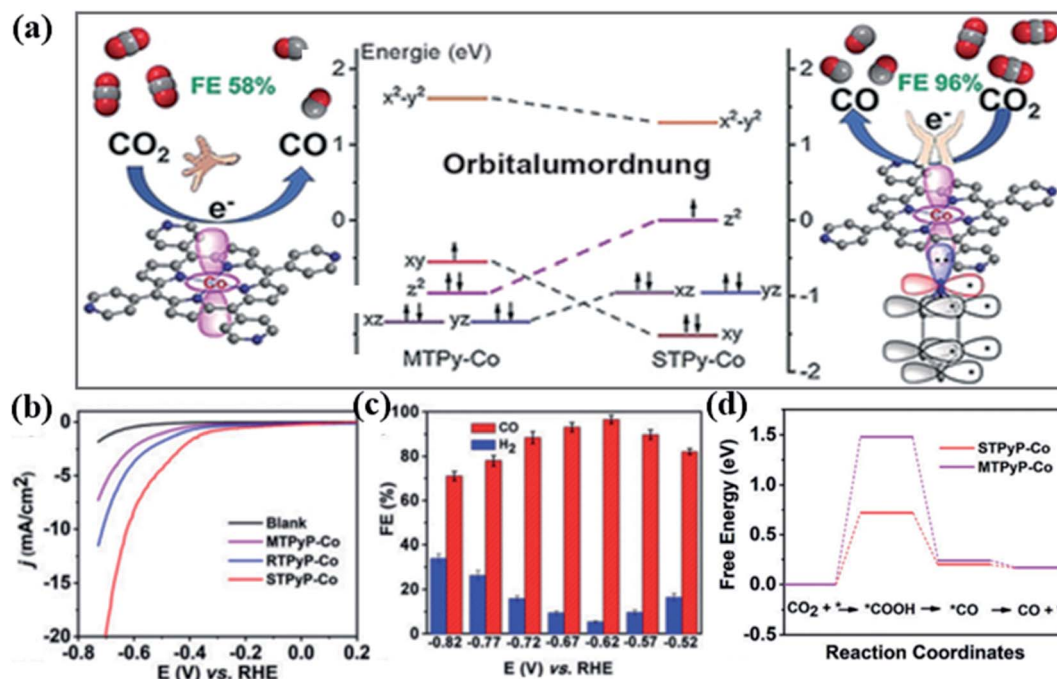 (a)
Energie (eV)
FE 58%
CO₂
CO
e⁻
Co
2
1
0
-1
-2
x²-y²
x²-y²
Orbitalumordnung
xy
z²
z²
xz
yz
xz
yz
xy
MTPy-Co
STPy-Co
FE 96%
CO
e⁻
CO₂
Co
(b)
0
-5
-10
-15
-20
j (mA/cm²)
Blank
MTPyP-Co
RTPyP-Co
STPyP-Co
-0.8 -0.6 -0.4 -0.2 0.0 0.2
E (V) vs. RHE
(c)
100
80
60
40
20
0
FE (%)
CO
H₂
-0.82 -0.77 -0.72 -0.67 -0.62 -0.57 -0.52
E (V) vs. RHE
(d)
1.5
1.0
0.5
0.0
-0.5
Free Energy (eV)
STPyP-Co
MTPyP-Co
CO₂ + * → *COOH → *CO → CO + *
Reaction Coordinates